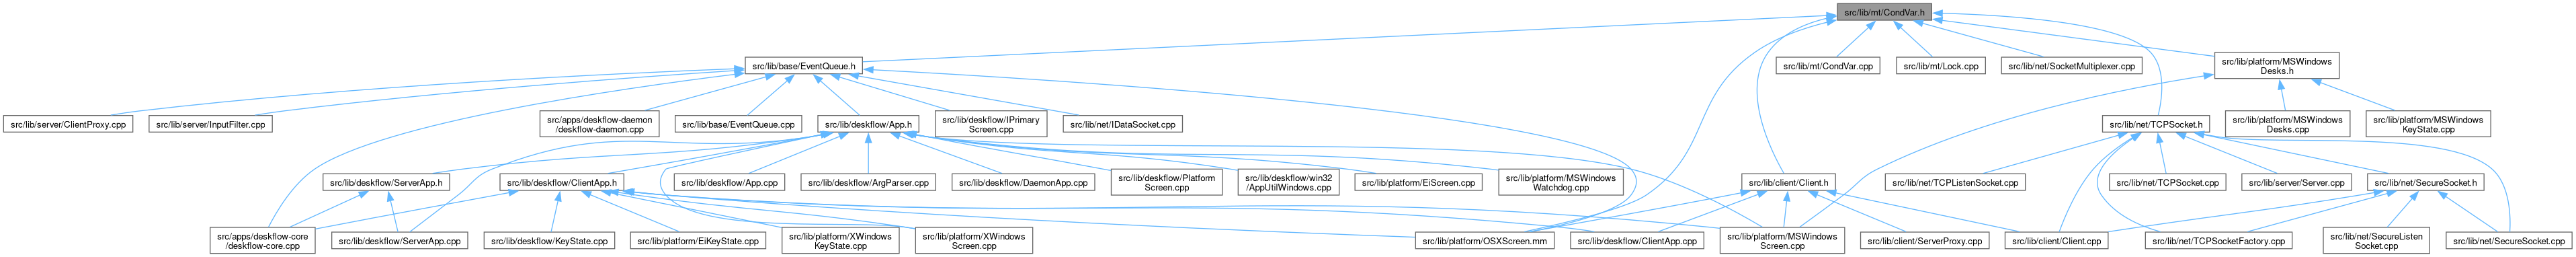 src/lib/mt/CondVar.h
src/lib/base/EventQueue.h
src/lib/mt/CondVar.cpp
src/lib/mt/Lock.cpp
src/lib/net/SocketMultiplexer.cpp
src/lib/platform/MSWindows
Desks.h
src/lib/server/ClientProxy.cpp
src/lib/server/InputFilter.cpp
src/apps/deskflow-daemon
/deskflow-daemon.cpp
src/lib/base/EventQueue.cpp
src/lib/deskflow/App.h
src/lib/deskflow/IPrimary
Screen.cpp
src/lib/net/IDataSocket.cpp
src/lib/net/TCPSocket.h
src/lib/platform/MSWindows
Desks.cpp
src/lib/platform/MSWindows
KeyState.cpp
src/lib/deskflow/ServerApp.h
src/lib/deskflow/ClientApp.h
src/lib/deskflow/App.cpp
src/lib/deskflow/ArgParser.cpp
src/lib/deskflow/DaemonApp.cpp
src/lib/deskflow/Platform
Screen.cpp
src/lib/deskflow/win32
/AppUtilWindows.cpp
src/lib/platform/EiScreen.cpp
src/lib/platform/MSWindows
Watchdog.cpp
src/lib/client/Client.h
src/lib/net/TCPListenSocket.cpp
src/lib/net/TCPSocket.cpp
src/lib/server/Server.cpp
src/lib/net/SecureSocket.h
src/apps/deskflow-core
/deskflow-core.cpp
src/lib/deskflow/ServerApp.cpp
src/lib/deskflow/KeyState.cpp
src/lib/platform/EiKeyState.cpp
src/lib/platform/XWindows
KeyState.cpp
src/lib/platform/XWindows
Screen.cpp
src/lib/platform/OSXScreen.mm
src/lib/deskflow/ClientApp.cpp
src/lib/platform/MSWindows
Screen.cpp
src/lib/client/ServerProxy.cpp
src/lib/client/Client.cpp
src/lib/net/TCPSocketFactory.cpp
src/lib/net/SecureListen
Socket.cpp
src/lib/net/SecureSocket.cpp